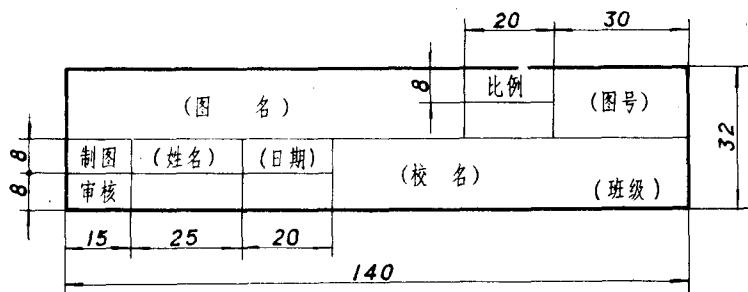 20 30
比例
8
(图 名) (图号)
32
8 制图 (姓名) (日期)
(校 名)
8 审核 (班级)
15 25 20
140